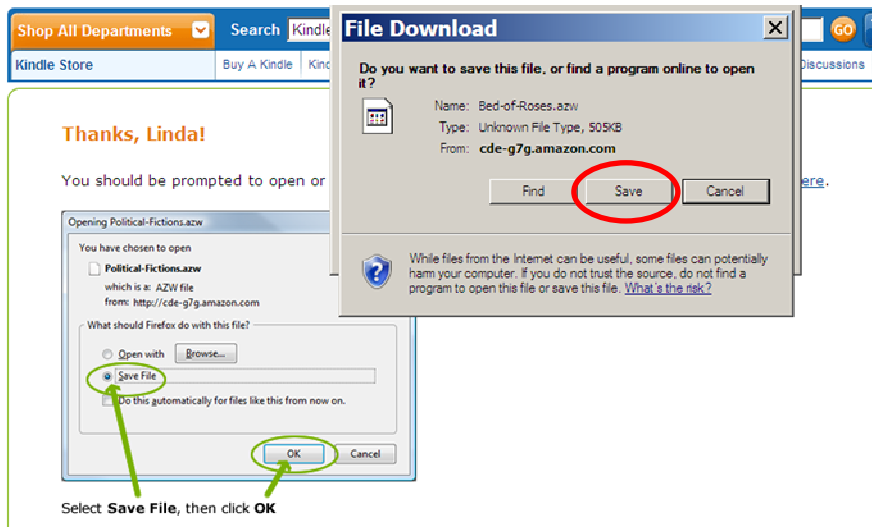 Shop All Departments
Search
Kindle
GO
Kindle Store
Buy A Kindle
Discussions
File Download
X
Do you want to save this file, or find a program online to open
it?
Name: Bed-of-Roses.azw
Type: Unknown File Type, 505KB
From: cde-g7g.amazon.com
Find
Save
Cancel
While files from the Internet can be useful, some files can potentially
harm your computer. If you do not trust the source, do not find a
program to open this file or save this file. What's the risk?
Thanks, Linda!
You should be prompted to open or
ere.
Opening Political-Fictions.azw
You have chosen to open
Political-Fictions.azw
which is a: AZW file
from: http://cde-g7g.amazon.com
What should Firefox do with this file?
Open with
Browse...
Save File
Do this automatically for files like this from now on.
OK
Cancel
Select Save File, then click OK